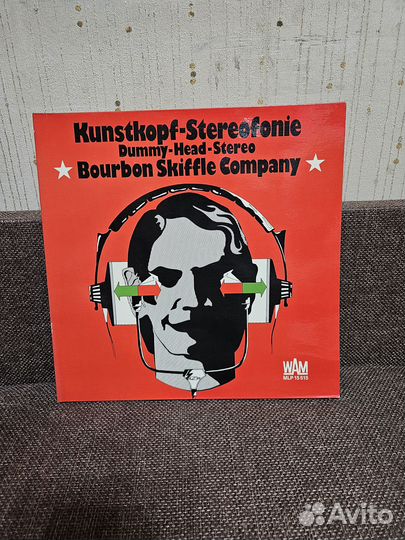 Kunstkopf-Stereofonie
Dummy-Head-Stereo
Bourbon Skiffle Company
WAM
MLP 15 515
Avito